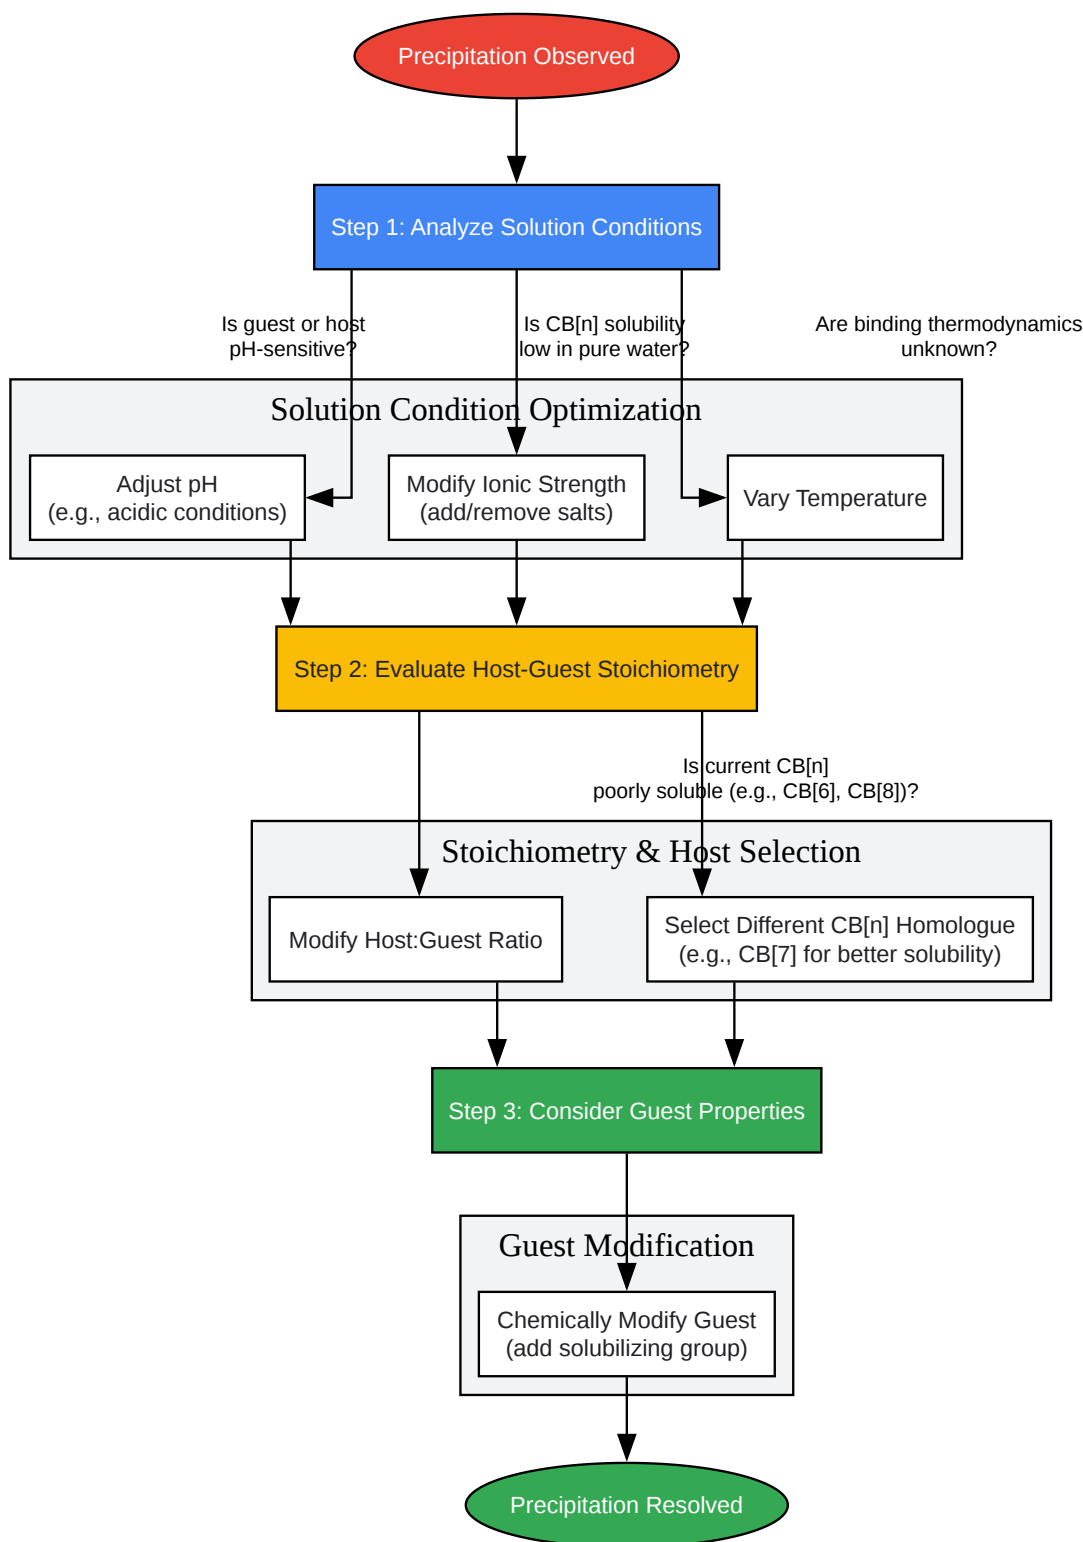 Precipitation Observed
Step 1: Analyze Solution Conditions
Is guest or host
pH-sensitive?
Is CB[n] solubility
low in pure water?
Are binding thermodynamics
unknown?
Solution Condition Optimization
Adjust pH
(e.g., acidic conditions)
Modify Ionic Strength
(add/remove salts)
Vary Temperature
Step 2: Evaluate Host-Guest Stoichiometry
Is current CB[n]
poorly soluble (e.g., CB[6], CB[8])?
Stoichiometry & Host Selection
Modify Host:Guest Ratio
Select Different CB[n] Homologue
(e.g., CB[7] for better solubility)
Step 3: Consider Guest Properties
Guest Modification
Chemically Modify Guest
(add solubilizing group)
Precipitation Resolved